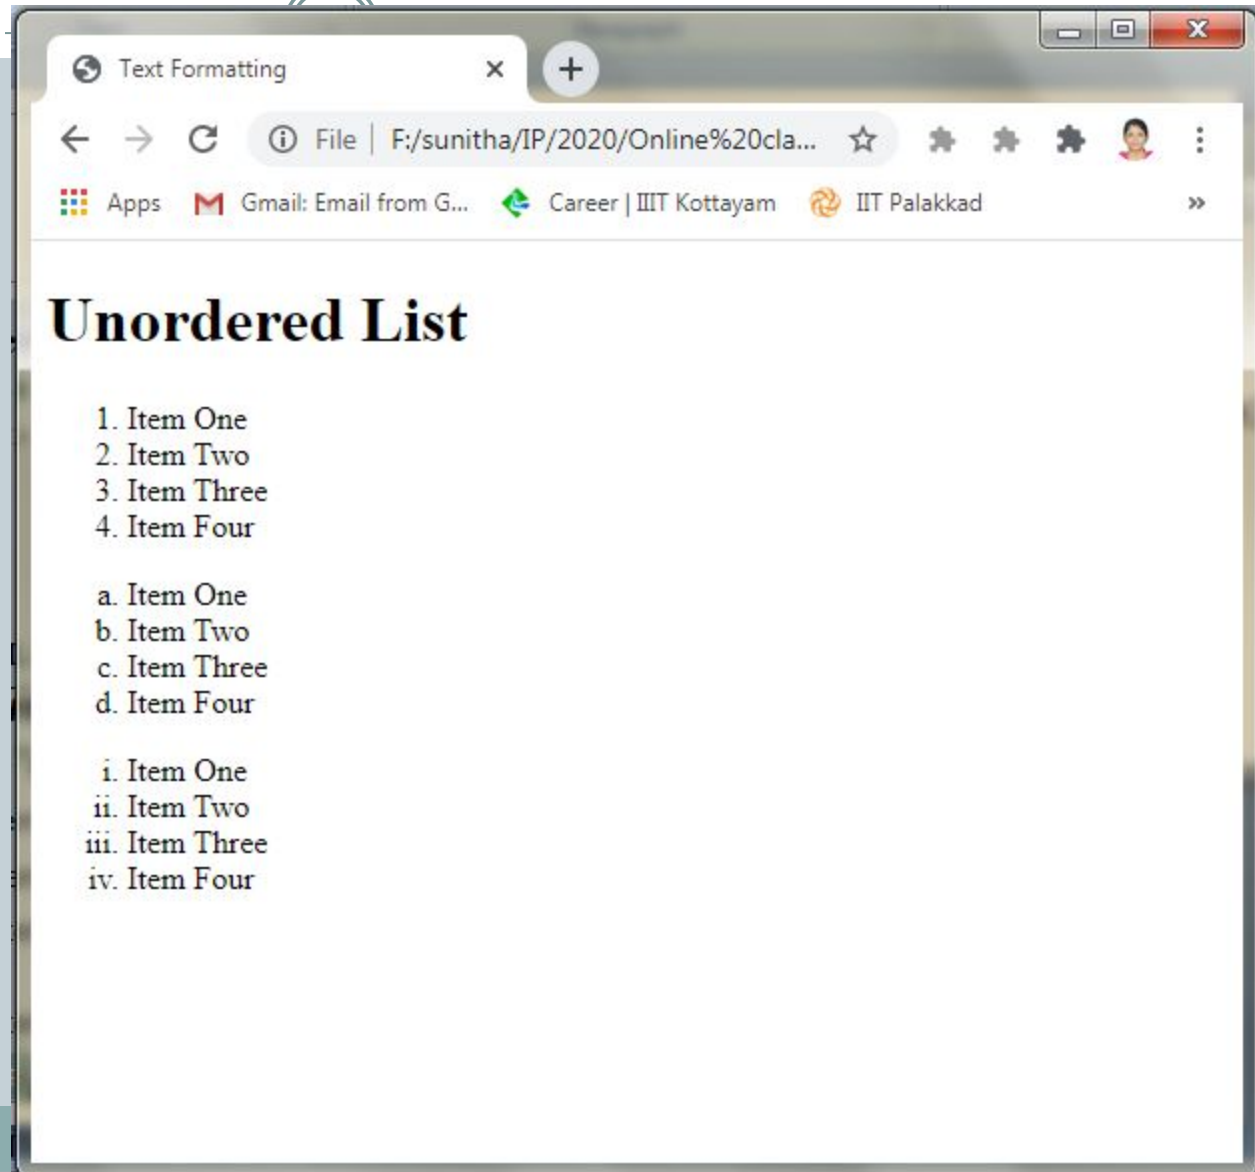 Text Formatting
File | F:/sunitha/IP/2020/Online%20cla...
Apps Gmail: Email from G... Career | IIIT Kottayam IIT Palakkad »
Unordered List
1. Item One
2. Item Two
3. Item Three
4. Item Four
a. Item One
b. Item Two
c. Item Three
d. Item Four
i. Item One
ii. Item Two
iii. Item Three
iv. Item Four